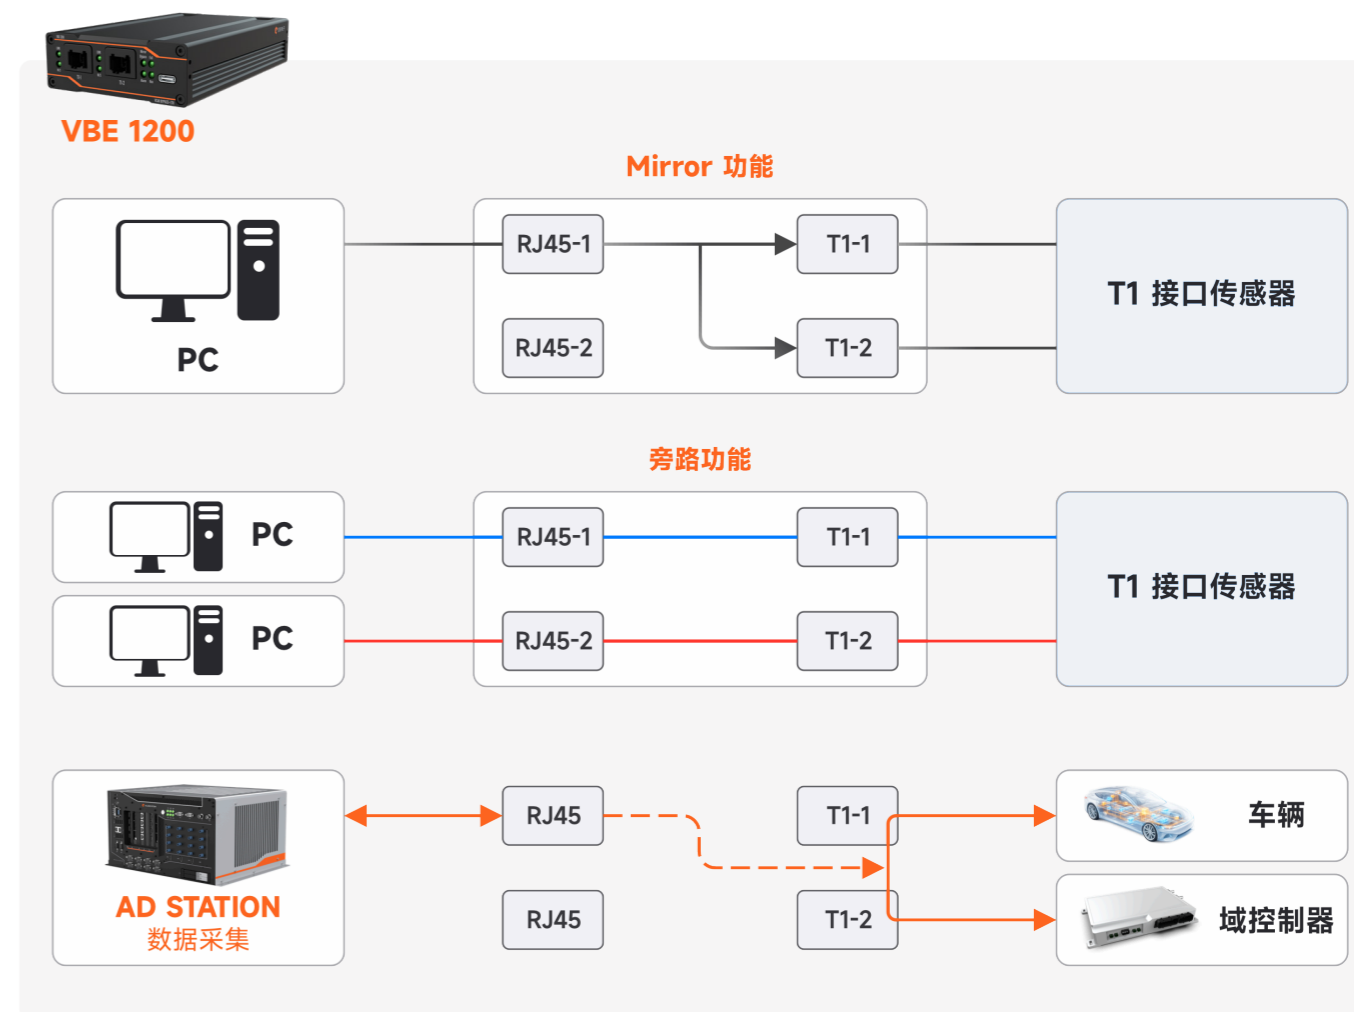 VBE 1200
Mirror 功能
PC
RJ45-1
T1-1
RJ45-2
T1-2
T1 接口传感器
旁路功能
PC
RJ45-1
T1-1
PC
RJ45-2
T1-2
T1 接口传感器
AD STATION
数据采集
RJ45
T1-1
车辆
RJ45
T1-2
域控制器